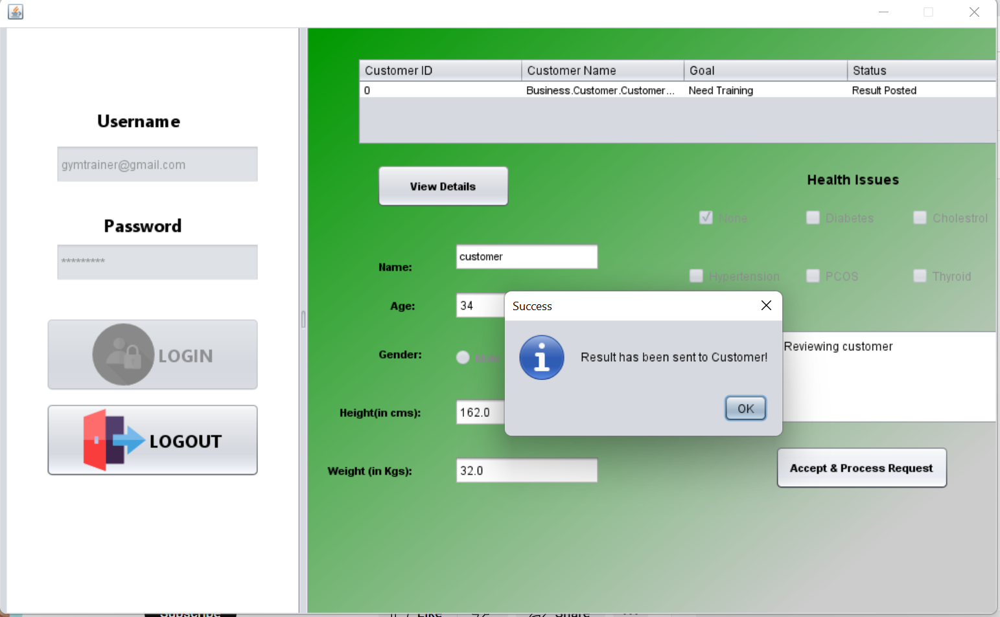 Username
gymtrainer@gmail.com
Password
*********
LOGIN
LOGOUT
Customer ID Customer Name Goal Status
0 Business.Customer.Customer... Need Training Result Posted
View Details
Health Issues
None Diabetes Cholestrol
Hypertension PCOS Thyroid
Name: customer
Age: 34
Gender:
Height(in cms): 162.0
Weight (in Kgs): 32.0
Success
Result has been sent to Customer!
OK
Reviewing customer
Accept & Process Request
Subscribe Like Share